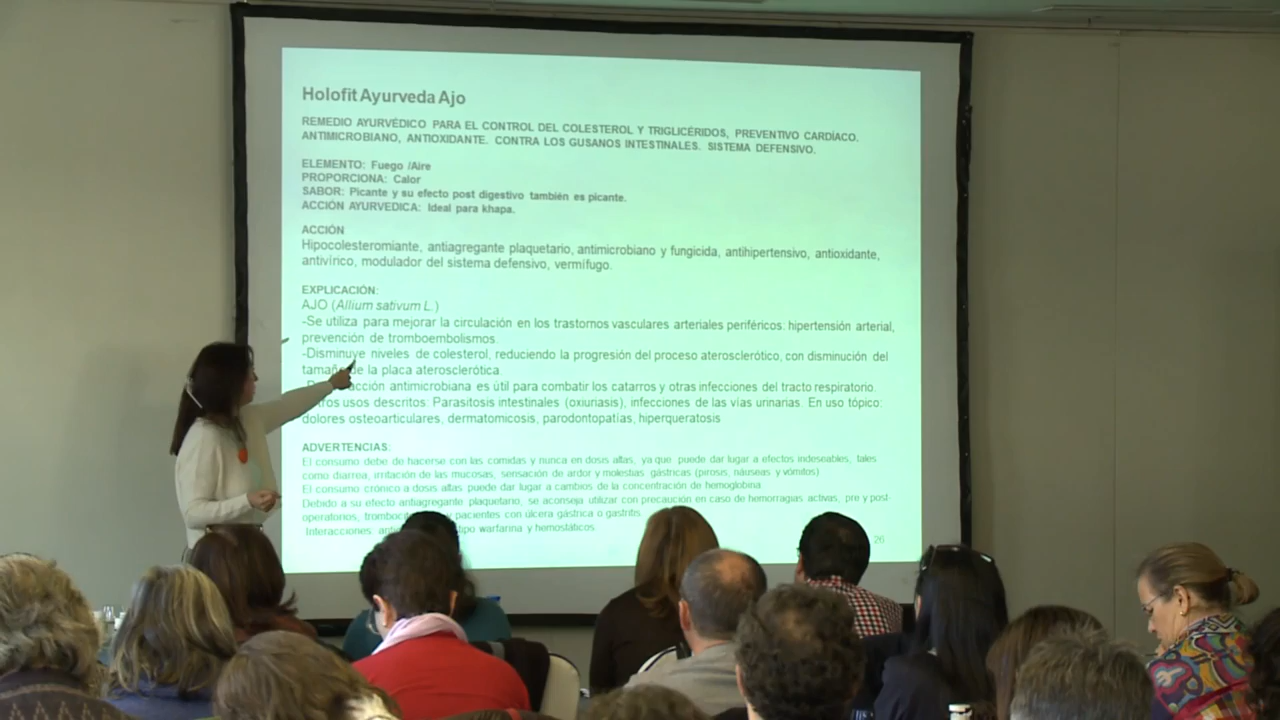 Holofit Ayurveda Ajo
REMEDIO AYURVÉDICO PARA EL CONTROL DEL COLESTEROL Y TRIGLICÉRIDOS, PREVENTIVO CARDÍACO.
ANTIMICROBIANO, ANTIOXIDANTE. CONTRA LOS GUSANOS INTESTINALES. SISTEMA DEFENSIVO.
ELEMENTO: Fuego /Aire
PROPORCIONA: Calor
SABOR: Picante y su efecto post digestivo también es picante.
ACCIÓN AYURVEDICA: Ideal para khapa.
ACCIÓN
Hipocolesteromiante, antiagregante plaquetario, antimicrobiano y fungicida, antihipertensivo, antioxidante,
antivírico, modulador del sistema defensivo, vermífugo.
EXPLICACIÓN:
AJO (Allium sativum L.)
-Se utiliza para mejorar la circulación en los trastornos vasculares arteriales periféricos: hipertensión arterial,
prevención de tromboembolismos.
-Disminuye niveles de colesterol, reduciendo la progresión del proceso aterosclerótico, con disminución del
tamaño de la placa aterosclerótica
acción antimicrobiana es útil para combatir los catarros y otras infecciones del tracto respiratorio.
usos descritos: Parasitosis intestinales (oxiuriasis), infecciones de las vías urinarias. En uso tópico:
dolores osteoarticulares, dermatomicosis, parodontopatías, hiperqueratosis
ADVERTENCIAS:
El consumo debe de hacerse con las comidas y nunca en dosis altas, ya que puede dar lugar a efectos indeseables, tales
como diarrea, irritación de las mucosas, sensación de ardor y molestias gástricas (pirosis, náuseas y vómitos)
El consumo crónico a dosis altas puede dar lugar a cambios de la concentración de hemoglobina
Debido a su efecto antiagregante plaquetario, se aconseja utilizar con precaución en caso de hemorragias activas, pre y post-
operatorios, y pacientes con úlcera gástrica o gastritis
Interacciones: tipo warfarina y hemostáticos
26